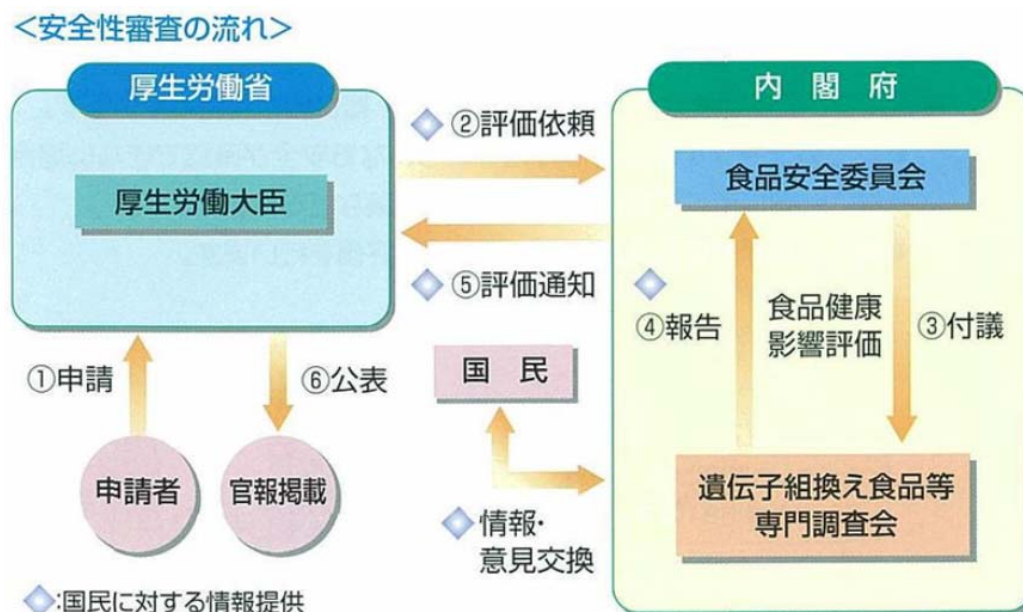 <安全性審査の流れ>
厚生労働省
内閣府
②評価依頼
厚生労働大臣
食品安全委員会
⑤評価通知
④報告
食品健康
影響評価
③付議
①申請
⑥公表
国民
申請者
官報掲載
遺伝子組換え食品等
専門調査会
情報・
意見交換
:国民に対する情報提供